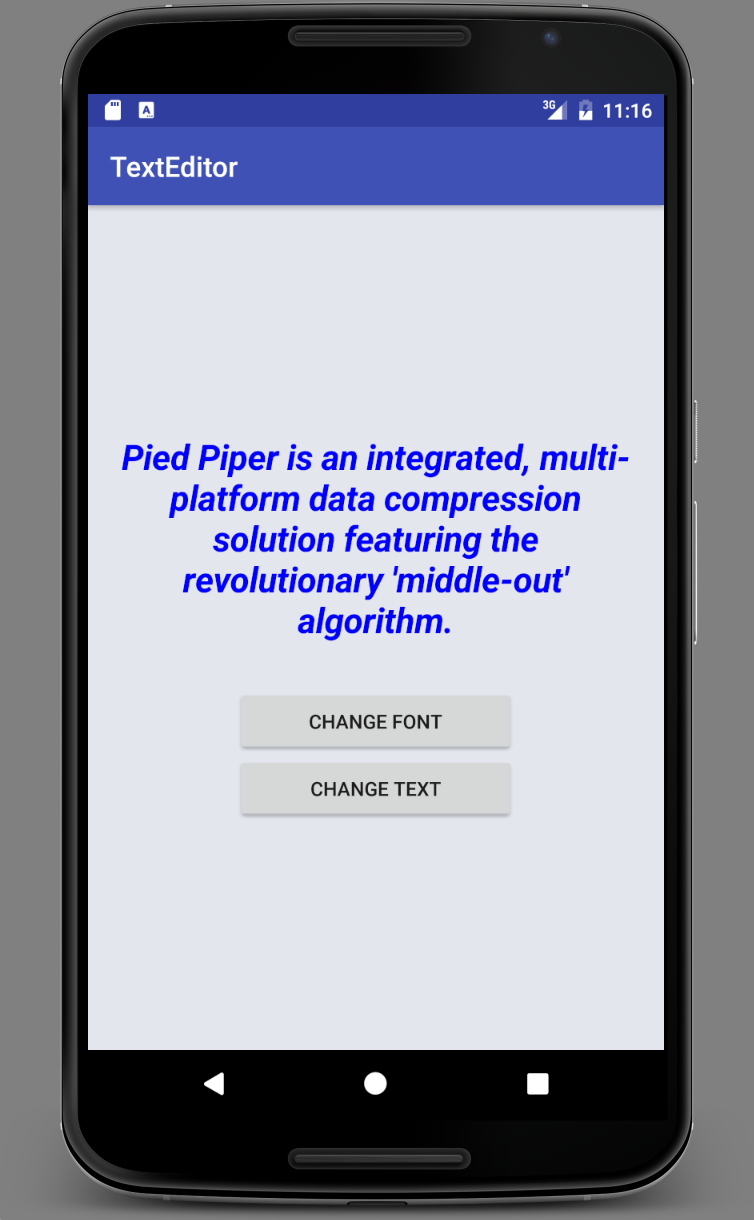 3G 11:16
TextEditor
Pied Piper is an integrated, multi-
platform data compression
solution featuring the
revolutionary 'middle-out'
algorithm.
CHANGE FONT
CHANGE TEXT